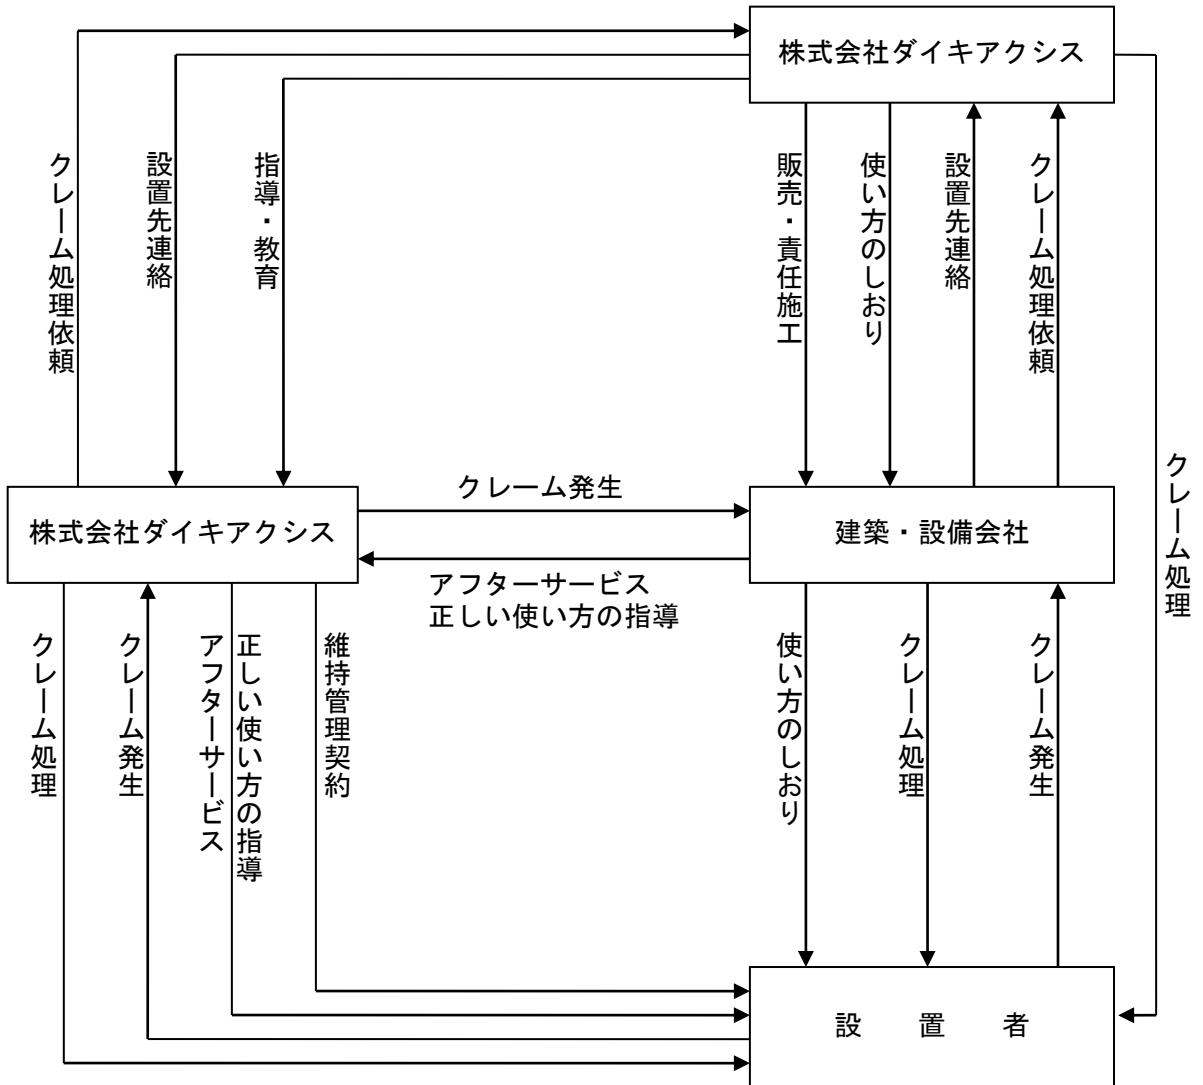 株式会社ダイキアクシス
クレーム処理依頼
設置先連絡
指導・教育
販売・責任施工
使い方のしおり
設置先連絡
クレーム処理依頼
クレーム処理
株式会社ダイキアクシス
クレーム発生
アフターサービス
正しい使い方の指導
建築・設備会社
クレーム処理
クレーム発生
正しい使い方の指導
アフターサービス
維持管理契約
使い方のしおり
クレーム処理
クレーム発生
設　置　者